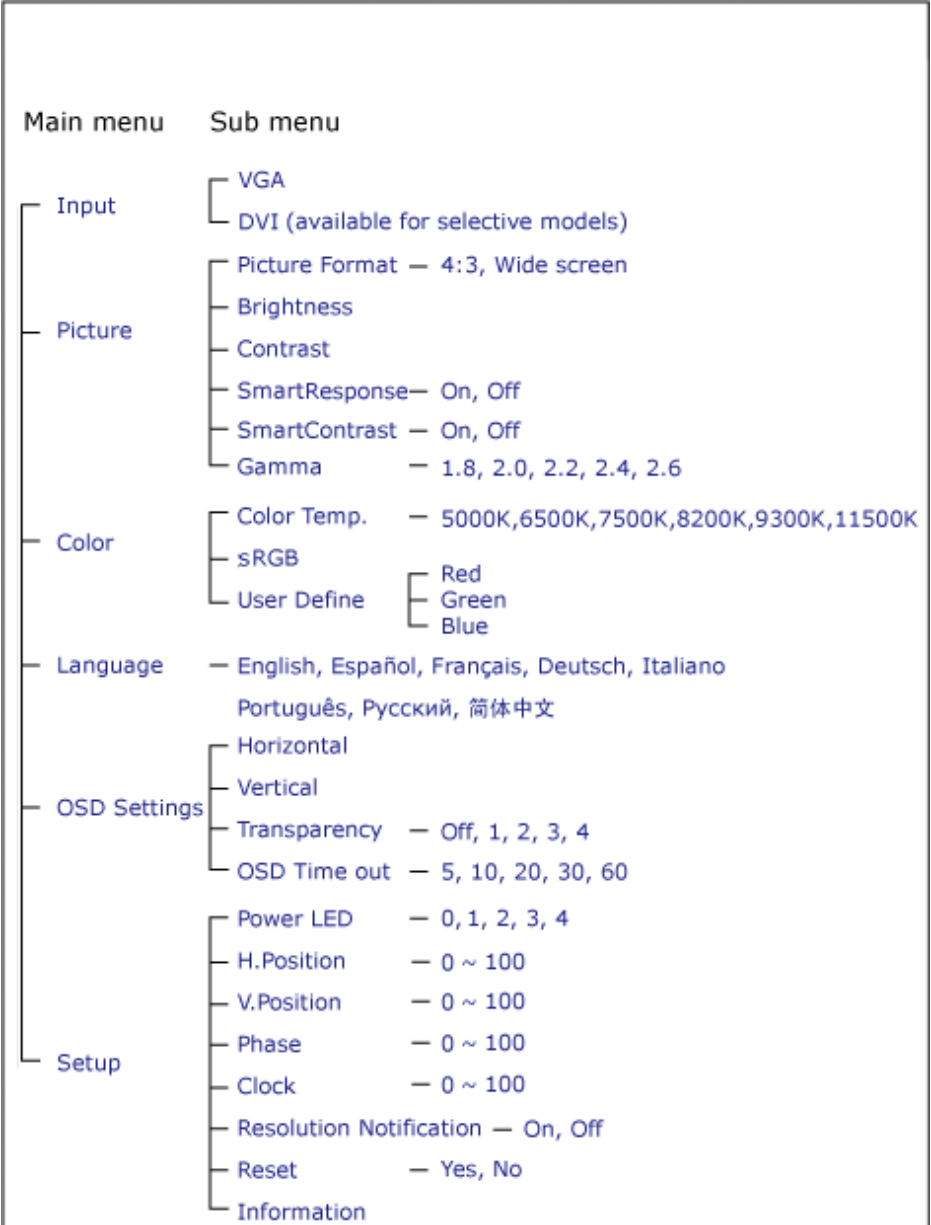 Main menu Sub menu
VGA
Input
DVI (available for selective models)
Picture Format — 4:3, Wide screen
Brightness
Picture
Contrast
SmartResponse— On, Off
SmartContrast — On, Off
Gamma — 1.8, 2.0, 2.2, 2.4, 2.6
Color Temp. — 5000K,6500K,7500K,8200K,9300K,11500K
Color
sRGB
Red
User Define Green
Blue
Language — English, Español, Français, Deutsch, Italiano
Português, Русский, 简体中文
Horizontal
Vertical
OSD Settings
Transparency — Off, 1, 2, 3, 4
OSD Time out — 5, 10, 20, 30, 60
Power LED — 0, 1, 2, 3, 4
H.Position — 0 ~ 100
V.Position — 0 ~ 100
Phase — 0 ~ 100
Setup
Clock — 0 ~ 100
Resolution Notification — On, Off
Reset — Yes, No
Information